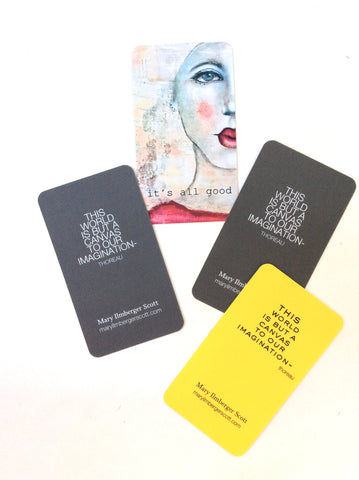 it's all good
THIS
WORLD
IS BUT A
CANVAS
TO OUR
IMAGINATION-
THOREAU
Mary Ilmberger Scott
maryilmbergerscott.com
THIS
WORLD
IS BUT A
CANVAS
TO OUR
IMAGINATION-
THOREAU
Mary Ilmberger Scott
maryilmbe
THIS
WORLD
IS BUT A
CANVAS
TO OUR
IMAGINATION-
thoreau
Mary Ilmberger Scott
maryilmbergerscott.com